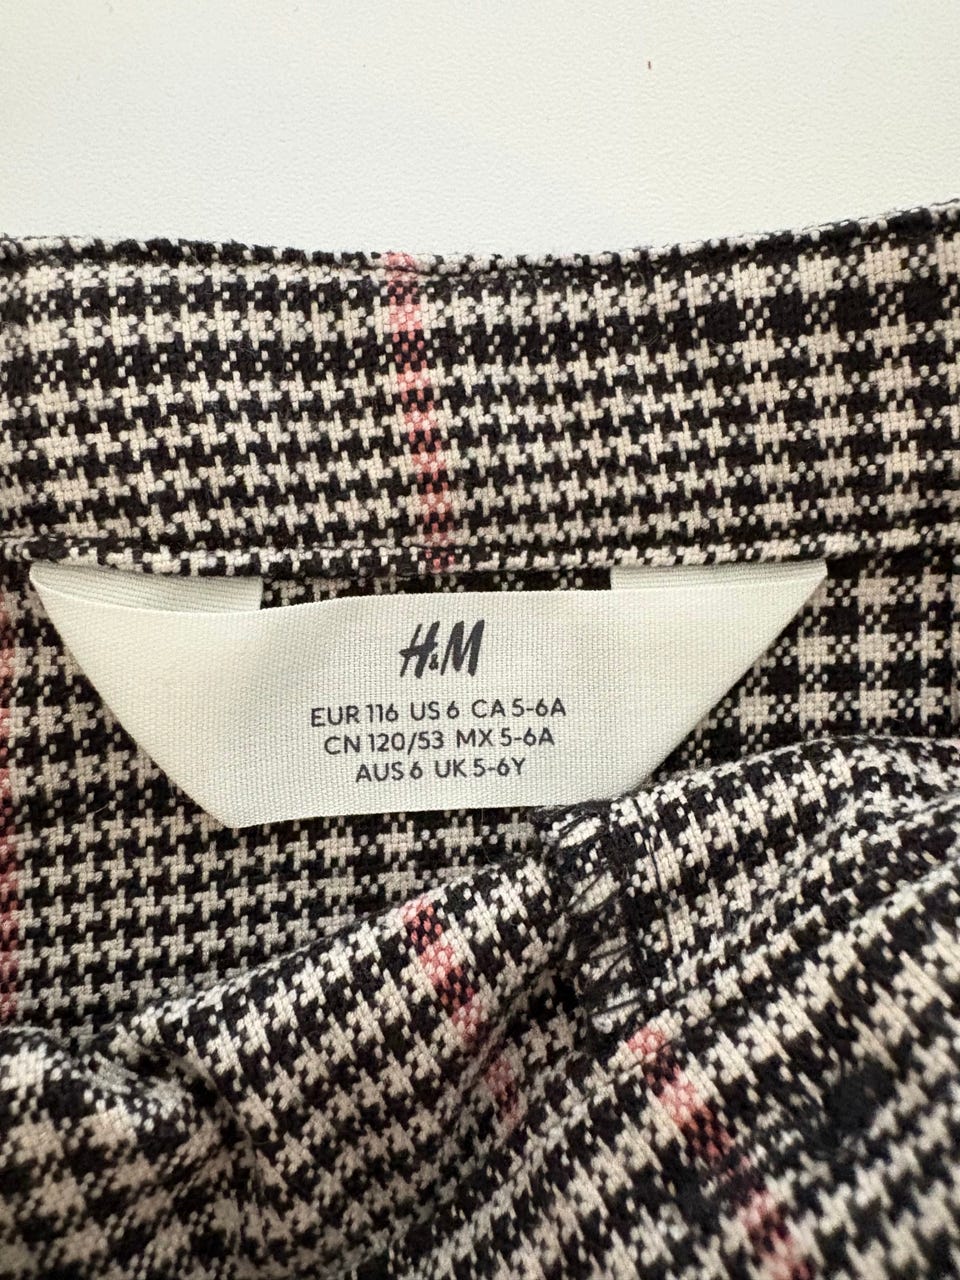 H&M
EUR 116 US 6 CA 5-6A
CN 120/53 MX 5-6A
AUS 6 UK 5-6Y